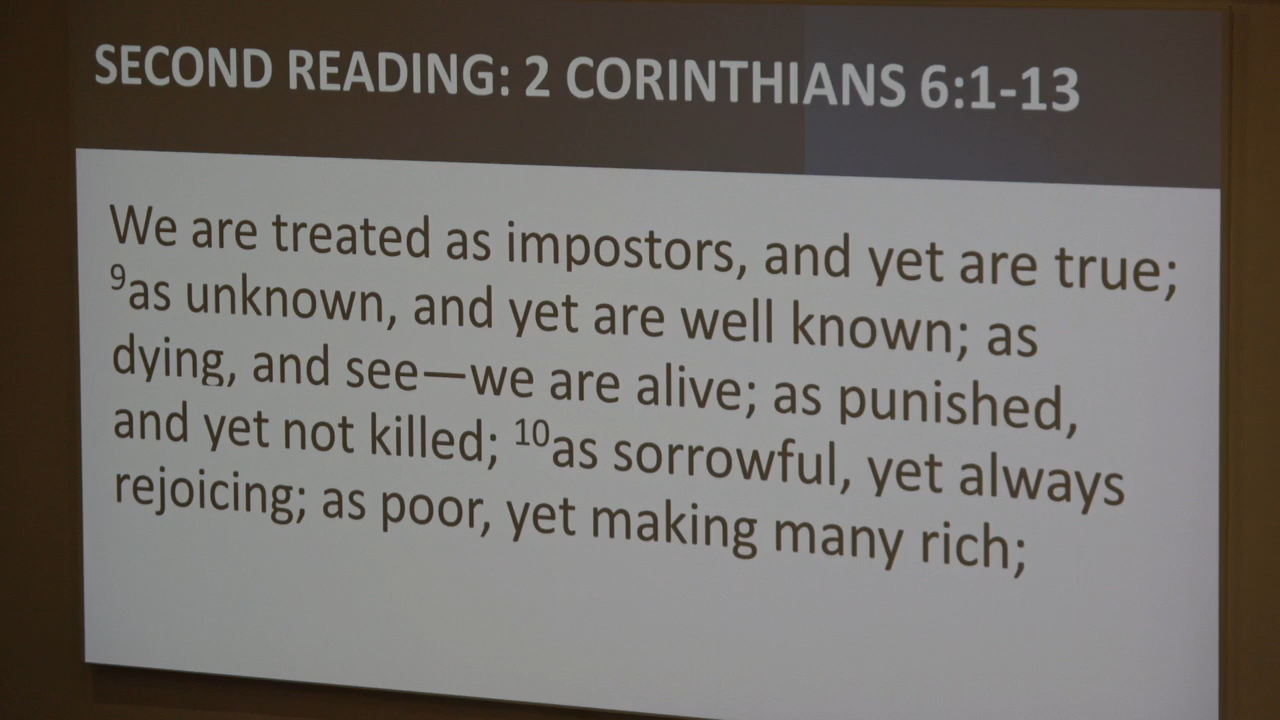 SECOND READING: 2 CORINTHIANS 6:1-13
We are treated as impostors, and yet are true;
⁹as unknown, and yet are well known; as
dying, and see—we are alive; as punished,
and yet not killed; ¹⁰as sorrowful, yet always
rejoicing; as poor, yet making many rich;